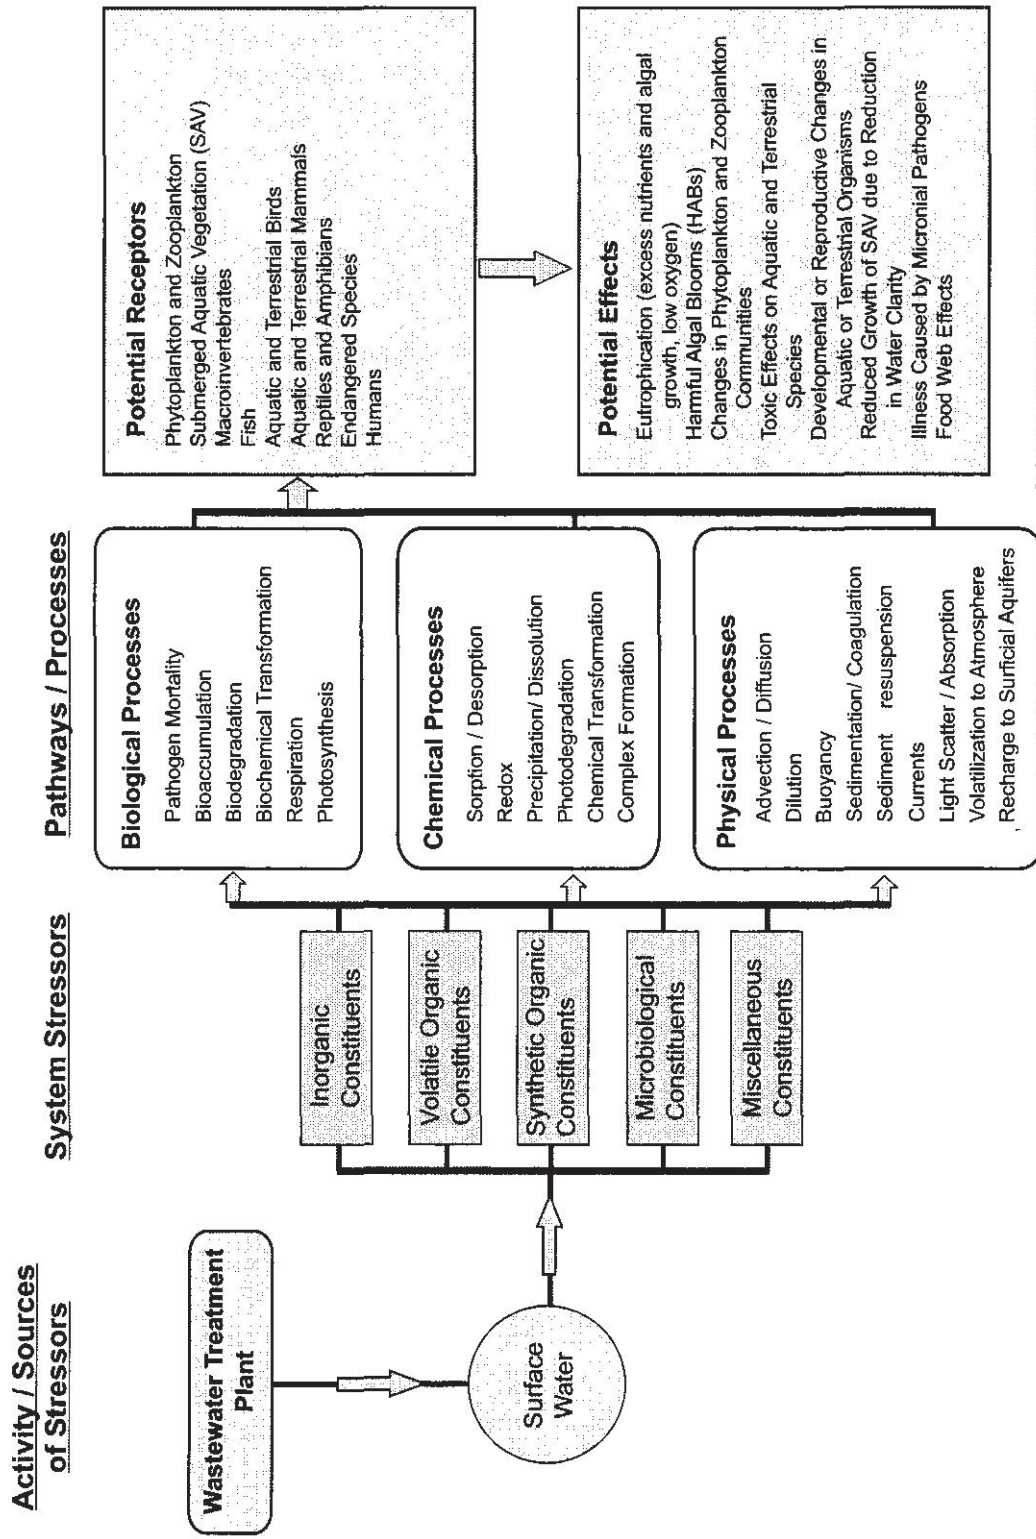 Activity / Sources
of Stressors
Wastewater Treatment
Plant
Surface
Water
System Stressors
Inorganic
Constituents
Volatile Organic
Constituents
Synthetic Organic
Constituents
Microbiological
Constituents
Miscellaneous
Constituents
Pathways / Processes
Biological Processes
Pathogen Mortality
Bioaccumulation
Biodegradation
Biochemical Transformation
Respiration
Photosynthesis
Chemical Processes
Sorption / Desorption
Redox
Precipitation/ Dissolution
Photodegradation
Chemical Transformation
Complex Formation
Physical Processes
Advection / Diffusion
Dilution
Buoyancy
Sedimentation/ Coagulation
Sediment resuspension
Currents
Light Scatter / Absorption
Volatilization to Atmosphere
Recharge to Surficial Aquifers
Potential Receptors
Phytoplankton and Zooplankton
Submerged Aquatic Vegetation (SAV)
Macroinvertebrates
Fish
Aquatic and Terrestrial Birds
Aquatic and Terrestrial Mammals
Reptiles and Amphibians
Endangered Species
Humans
Potential Effects
Eutrophication (excess nutrients and algal
growth, low oxygen)
Harmful Algal Blooms (HABs)
Changes in Phytoplankton and Zooplankton
Communities
Toxic Effects on Aquatic and Terrestrial
Species
Developmental or Reproductive Changes in
Aquatic or Terrestrial Organisms
Reduced Growth of SAV due to Reduction
in Water Clarity
Illness Caused by Micronial Pathogens
Food Web Effects